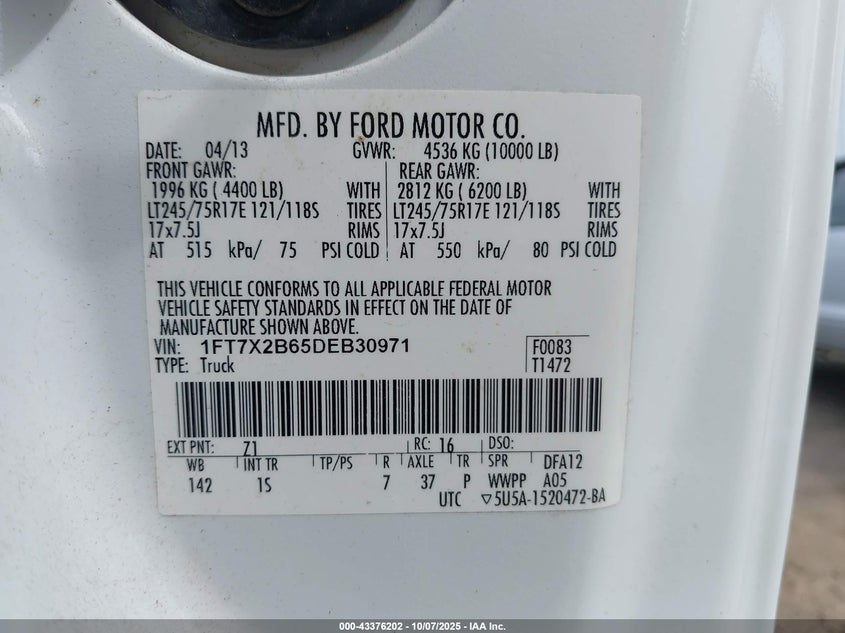 MFD. BY FORD MOTOR CO.
DATE: 04/13 GVWR: 4536 KG (10000 LB)
FRONT GAWR: REAR GAWR:
1996 KG ( 4400 LB) WITH 2812 KG ( 6200 LB) WITH
LT245/75R17E 121/118S TIRES LT245/75R17E 121/118S TIRES
17x7.5J RIMS 17x7.5J RIMS
AT 515 kPa/ 75 PSI COLD AT 550 kPa/ 80 PSI COLD
THIS VEHICLE CONFORMS TO ALL APPLICABLE FEDERAL MOTOR
VEHICLE SAFETY STANDARDS IN EFFECT ON THE DATE OF
MANUFACTURE SHOWN ABOVE.
VIN: 1FT7X2B65DEB30971 F0083
TYPE: Truck T1472
EXT PNT: Z1 RC: 16 DSO:
WB INT TR TP/PS R AXLE TR SPR DFA12
142 1S 7 37 P WWPP A05
UTC ▽5U5A-1520472-BA
000-43376202 - 10/07/2025 - IAA Inc.